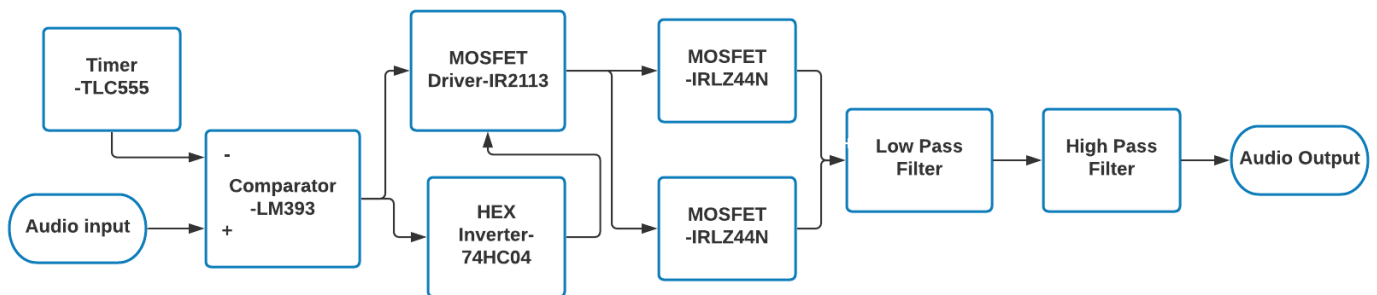 Timer
-TLC555
Audio input
-
Comparator
-LM393
+
MOSFET
Driver-IR2113
HEX
Inverter-
74HC04
MOSFET
-IRLZ44N
MOSFET
-IRLZ44N
Low Pass
Filter
High Pass
Filter
Audio Output